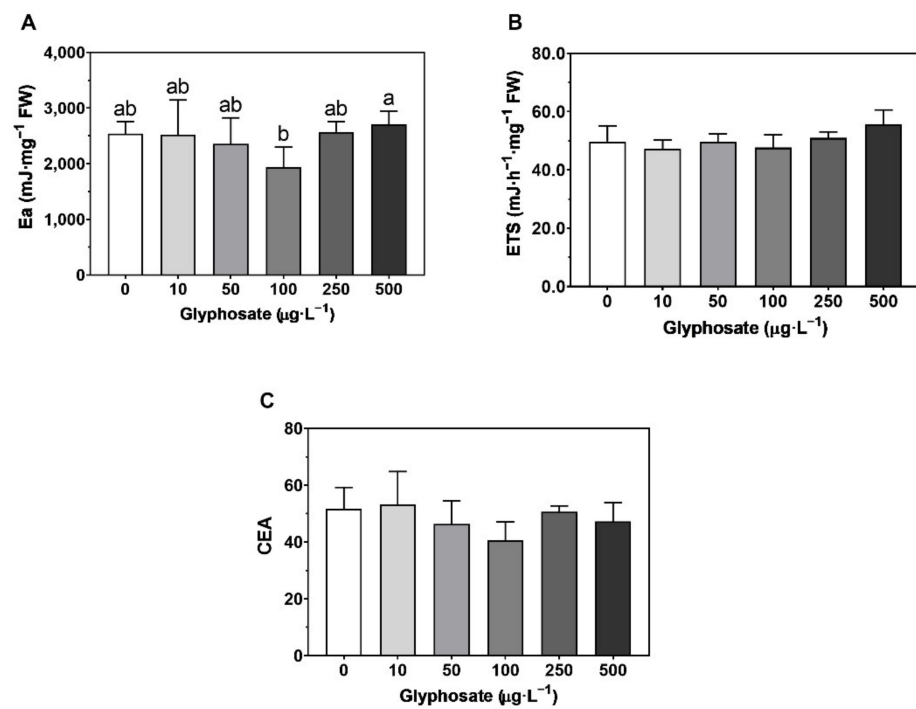 A
Ea (mJ·mg⁻¹ FW)
4,000
3,000
2,000
1,000
0
ab ab ab b ab a
0 10 50 100 250 500
Glyphosate (μg·L⁻¹)
B
ETS (mJ·h⁻¹·mg⁻¹ FW)
80.0
60.0
40.0
20.0
0.0
0 10 50 100 250 500
Glyphosate (μg·L⁻¹)
C
CEA
80
60
40
20
0
0 10 50 100 250 500
Glyphosate (μg·L⁻¹)